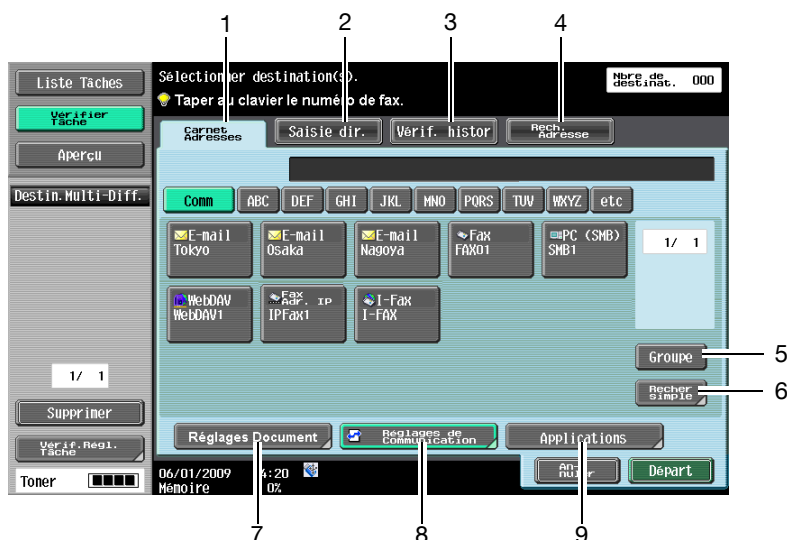 1 2 3 4
Liste Tâches
Sélectionner destination(s).
Nbre de destinat. 000
Taper au clavier le numéro de fax.
Vérifier Tâche
Carnet Adresses
Saisie dir.
Vérif. histor
Rech. Adresse
Aperçu
Destin.Multi-Diff.
Comm ABC DEF GHI JKL MNO PQRS TUV WXYZ etc
E-mail Tokyo
E-mail Osaka
E-mail Nagoya
Fax FAX01
PC (SMB) SMB1
1/ 1
WebDAV WebDAV1
Fax Adr. IP IPFax1
I-Fax I-FAX
Groupe
5
1/ 1
Recher simple
6
Supprimer
Réglages Document
Réglages de Communication
Applications
Vérif.Régl. Tâche
Départ
Toner
06/01/2009 4:20
Mémoire 0%
7 8 9